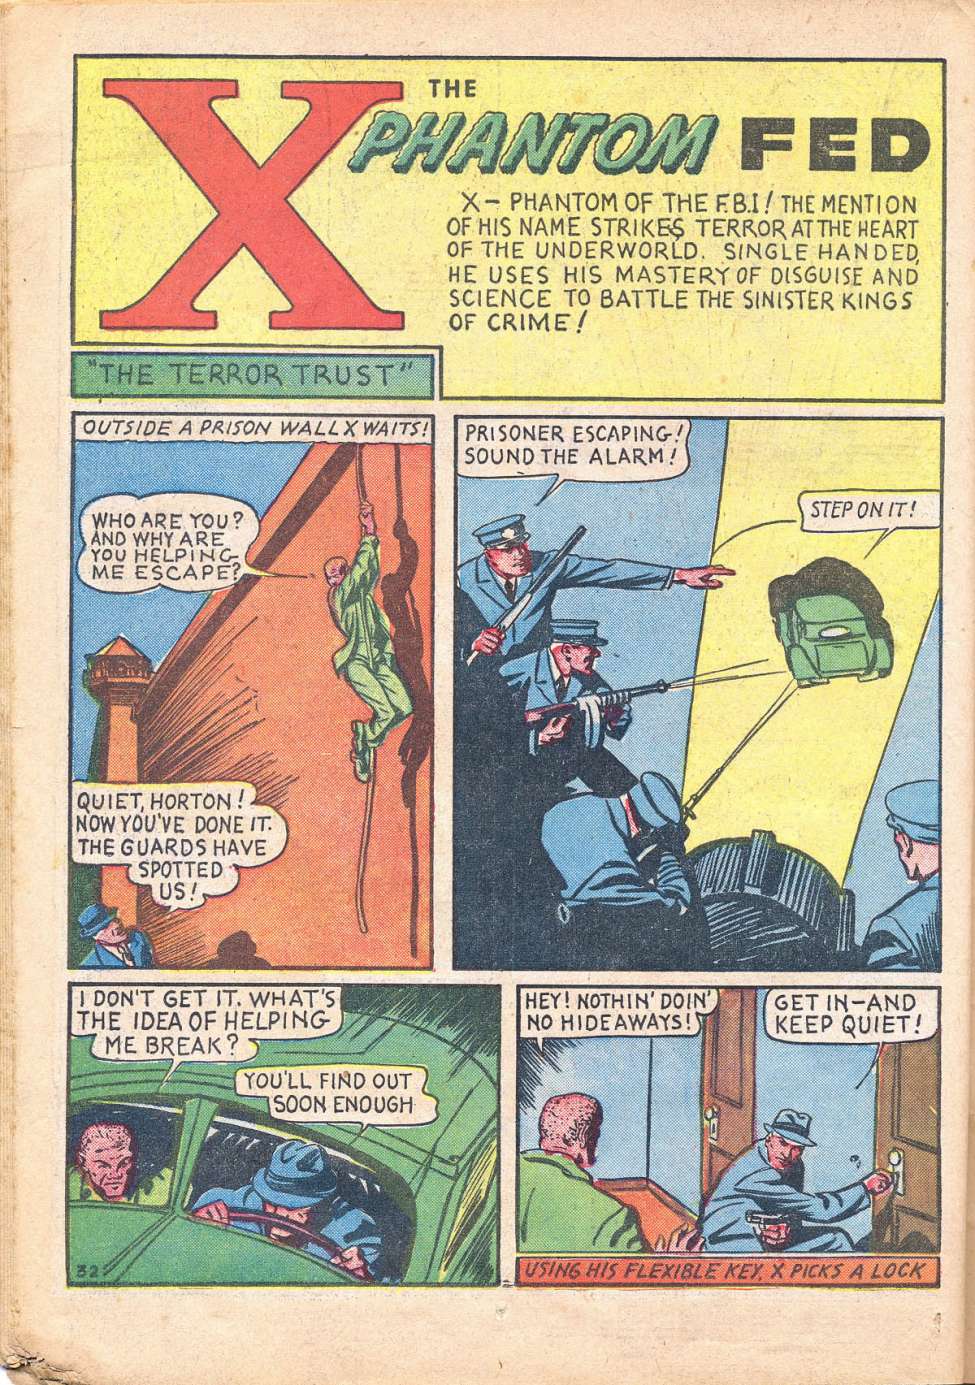 X THE
PHANTOM FED
X - PHANTOM OF THE F.B.I! THE MENTION
OF HIS NAME STRIKES TERROR AT THE HEART
OF THE UNDERWORLD. SINGLE HANDED,
HE USES HIS MASTERY OF DISGUISE AND
SCIENCE TO BATTLE THE SINISTER KINGS
OF CRIME!
"THE TERROR TRUST"
OUTSIDE A PRISON WALL X WAITS!
WHO ARE YOU?
AND WHY ARE
YOU HELPING
ME ESCAPE?
QUIET, HORTON!
NOW YOU'VE DONE IT.
THE GUARDS HAVE
SPOTTED
US!
PRISONER ESCAPING!
SOUND THE ALARM!
STEP ON IT!
I DON'T GET IT. WHAT'S
THE IDEA OF HELPING
ME BREAK?
YOU'LL FIND OUT
SOON ENOUGH
32
HEY! NOTHIN' DOIN'
NO HIDEAWAYS!
GET IN-AND
KEEP QUIET!
USING HIS FLEXIBLE KEY, X PICKS A LOCK